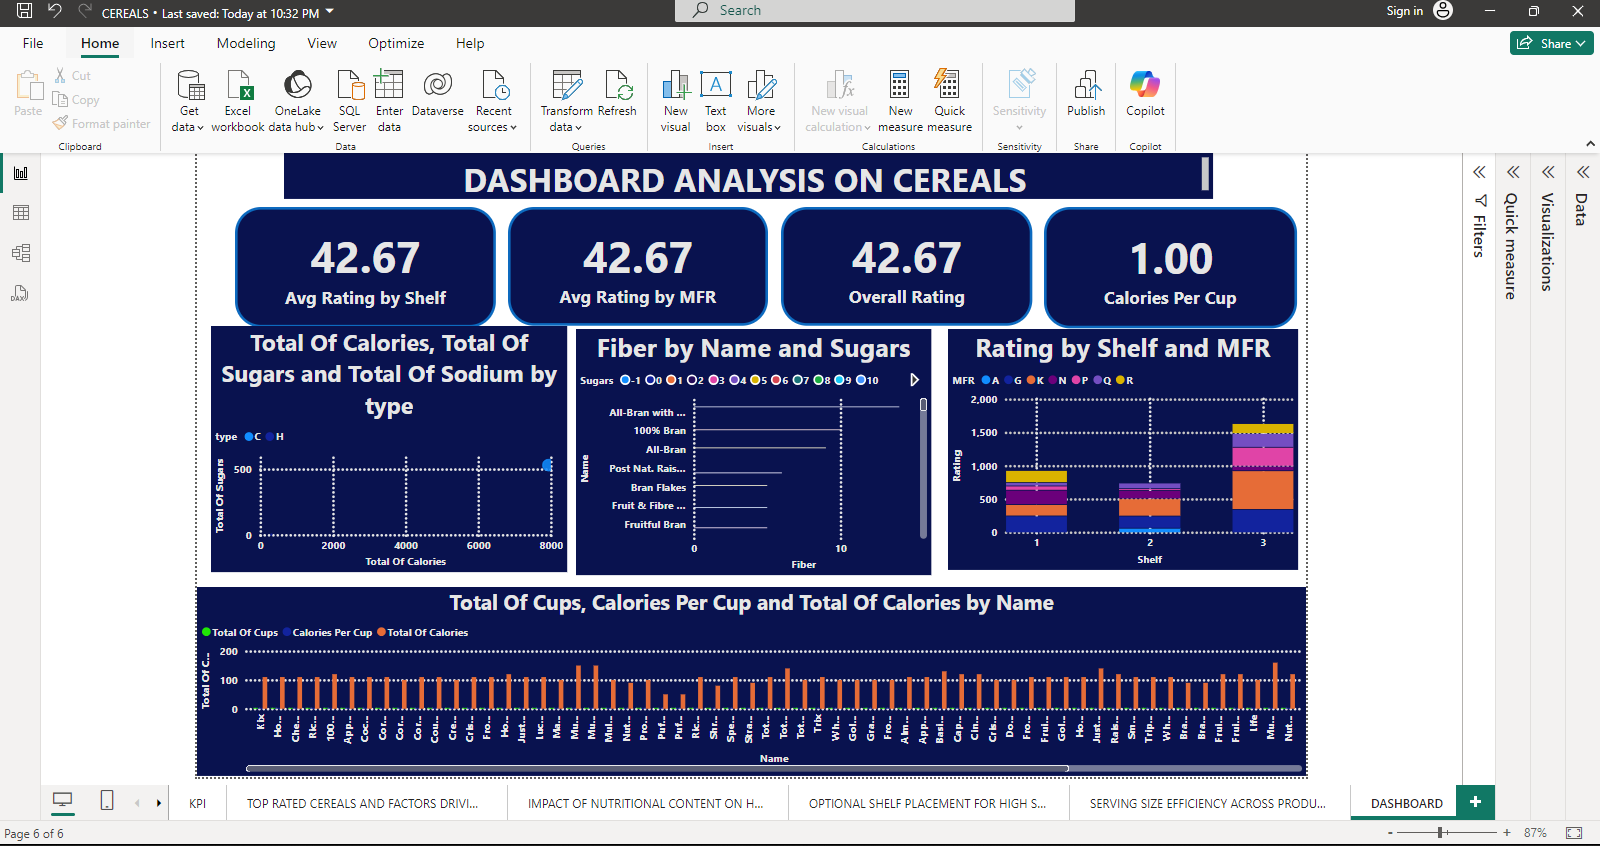 CEREALS • Last saved: Today at 10:32 PM
Search
Sign in
File Home Insert Modeling View Optimize Help
Share
Paste
Cut
Copy
Format painter
Clipboard
Get data
Excel workbook
OneLake data hub
SQL Server
Enter data
Dataverse
Recent sources
Data
Transform data
Refresh
Queries
New visual
Text box
More visuals
Insert
New visual calculation
New measure
Quick measure
Calculations
Sensitivity
Sensitivity
Publish
Share
Copilot
Copilot
DASHBOARD ANALYSIS ON CEREALS
42.67
Avg Rating by Shelf
42.67
Avg Rating by MFR
42.67
Overall Rating
1.00
Calories Per Cup
Total Of Calories, Total Of
Sugars and Total Of Sodium by
type
type C H
Total Of Sugars
500
0
0 2000 4000 6000 8000
Total Of Calories
Fiber by Name and Sugars
Sugars -1 0 1 2 3 4 5 6 7 8 9 10
Name
All-Bran with ...
100% Bran
All-Bran
Post Nat. Rais...
Bran Flakes
Fruit & Fibre ...
Fruitful Bran
0 10
Fiber
Rating by Shelf and MFR
MFR A G K N P Q R
Rating
2,000
1,500
1,000
500
0
1 2 3
Shelf
Total Of Cups, Calories Per Cup and Total Of Calories by Name
Total Of Cups Calories Per Cup Total Of Calories
Total Of C...
200
100
0
Kix Ho... Che... Ric... 100... App... Coc... Cor... Cor... Cor... Cou... Cre... Cris... Fro... Ho... Just... Luc... Ma... Mu... Mu... Mul... Nut... Pro... Puf... Puf... Ric... Shr... Spe... Stra... Tot... Tot... Tot... Trix Wh... Gol... Gra... Fro... Alm... App... Basi... Cap... Cin... Cris... Do... Fro... Frui... Gol... Ho... Just... Rais... Sm... Trip... Wh... Bra... Bra... Frui... Frui... Life Mu... Nut...
Name
Filters
Quick measure
Visualizations
Data
KPI
TOP RATED CEREALS AND FACTORS DRIVI...
IMPACT OF NUTRITIONAL CONTENT ON H...
OPTIONAL SHELF PLACEMENT FOR HIGH S...
SERVING SIZE EFFICIENCY ACROSS PRODU...
DASHBOARD
Page 6 of 6
87%